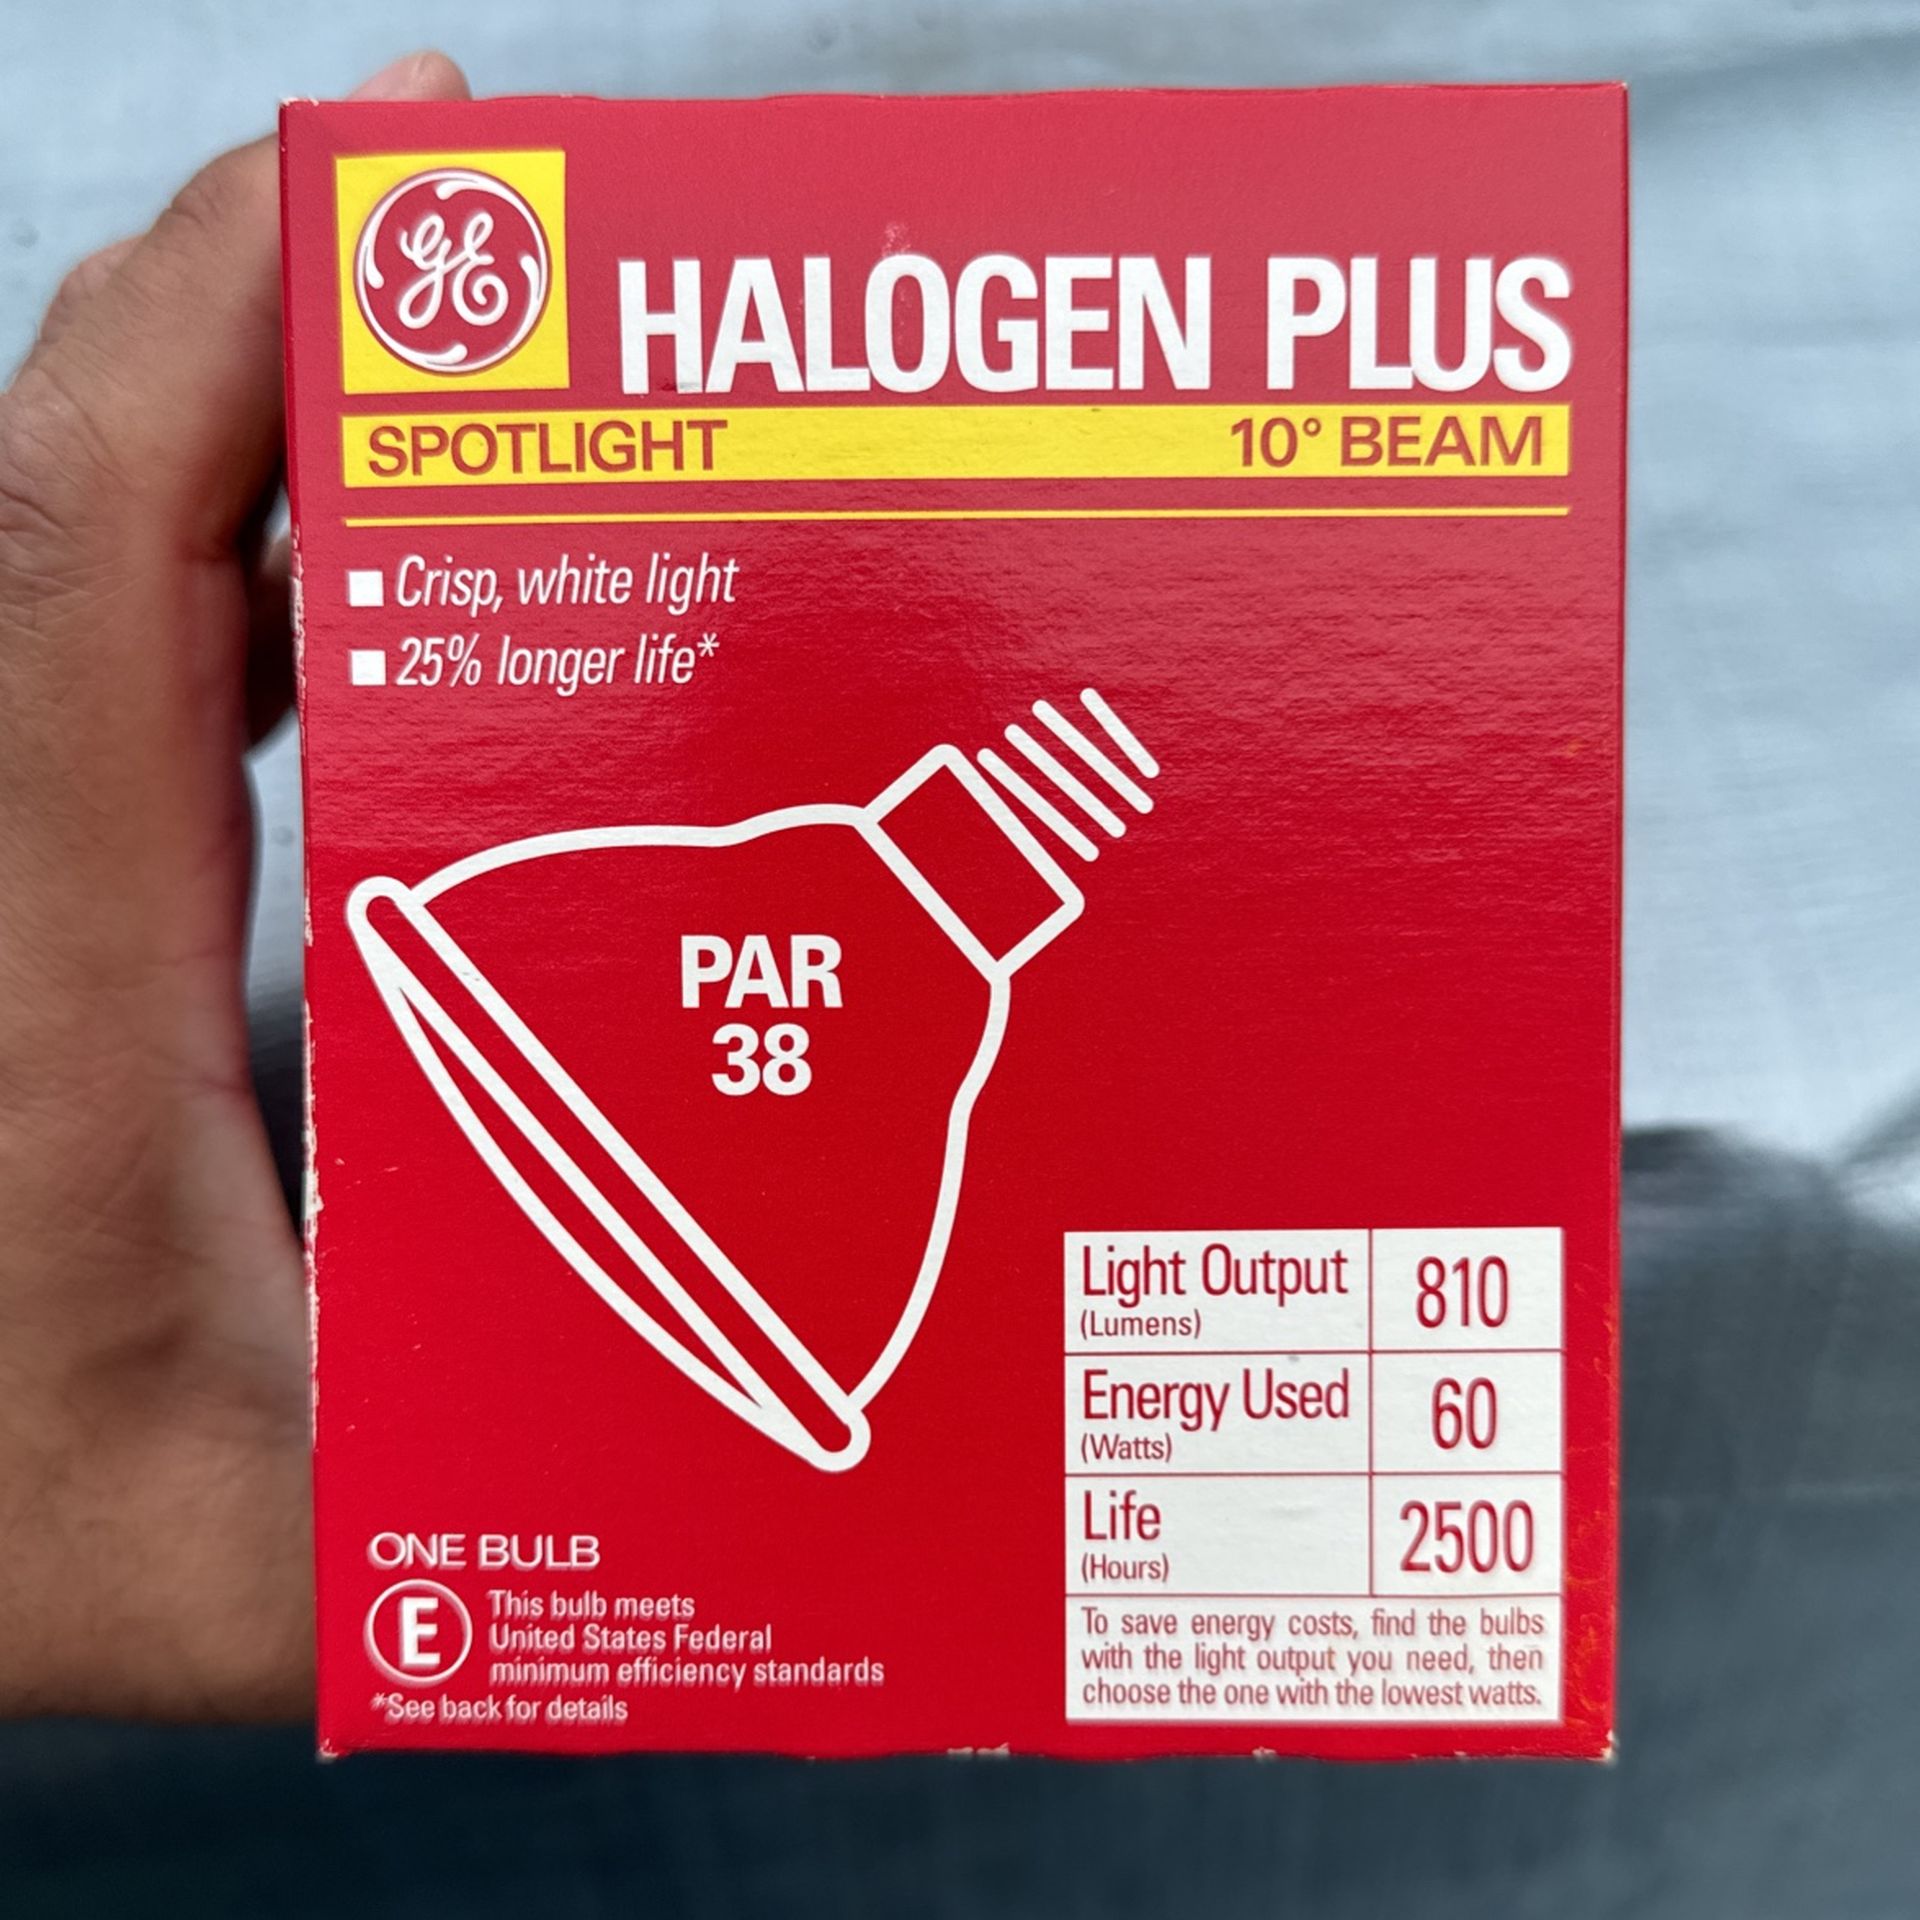 GE
HALOGEN PLUS
SPOTLIGHT 10° BEAM
■ Crisp, white light
■ 25% longer life*
PAR
38
Light Output 810
(Lumens)
Energy Used 60
(Watts)
Life 2500
(Hours)
To save energy costs, find the bulbs
with the light output you need, then
choose the one with the lowest watts.
ONE BULB
E
This bulb meets
United States Federal
minimum efficiency standards
*See back for details